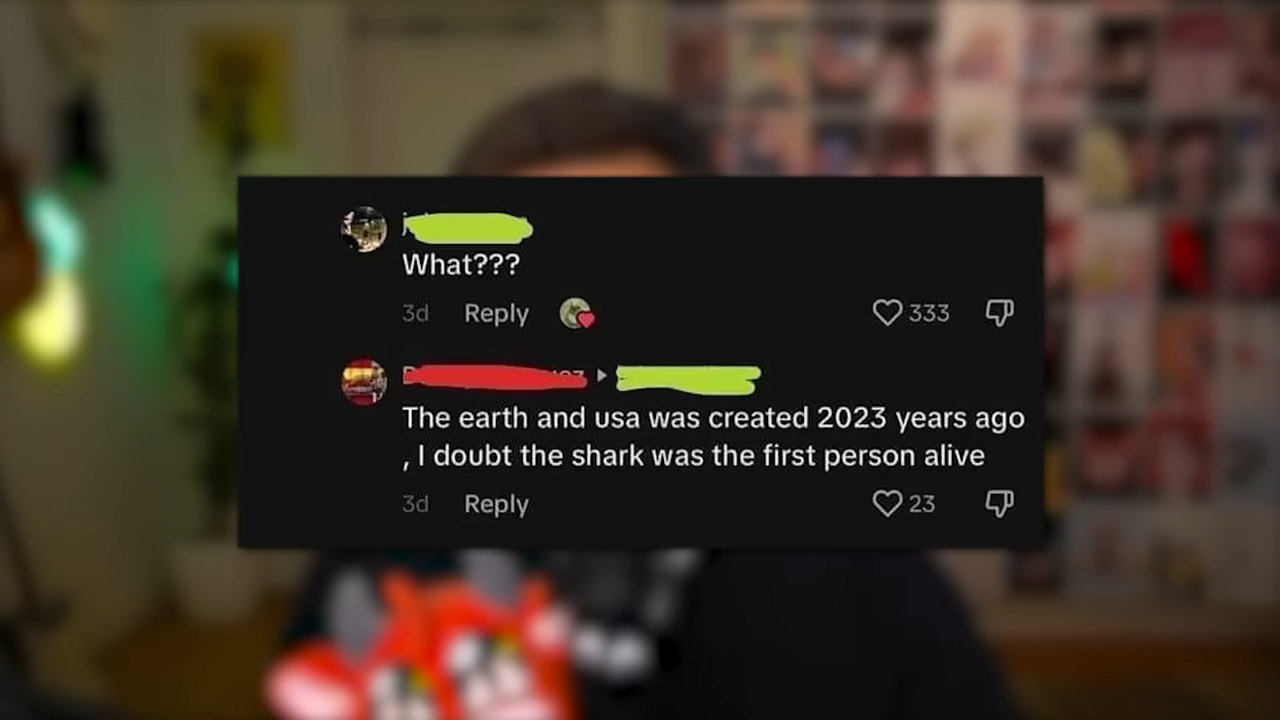 What???
3d Reply 333
The earth and usa was created 2023 years ago
, I doubt the shark was the first person alive
3d Reply 23